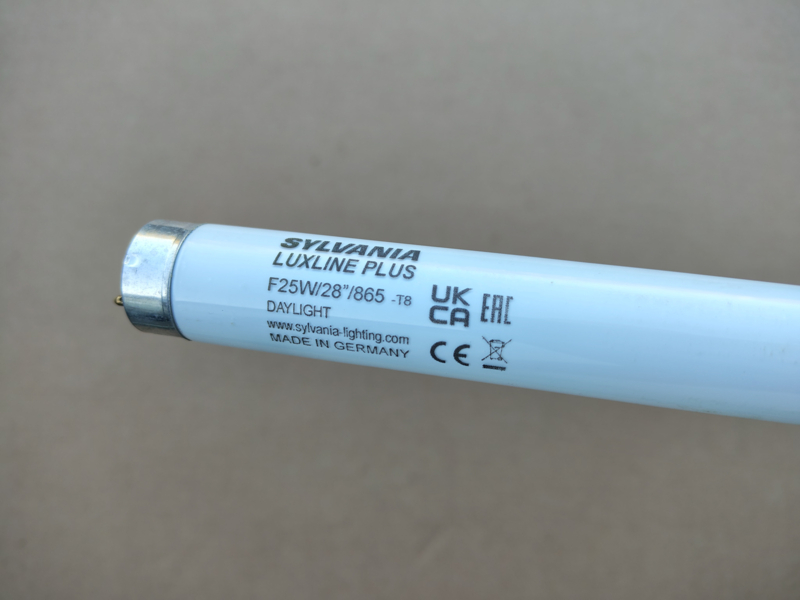 SYLVANIA
LUXLINE PLUS
F25W/28"/865 -T8
DAYLIGHT
www.sylvania-lighting.com
MADE IN GERMANY
UK
CA
EAC
CE